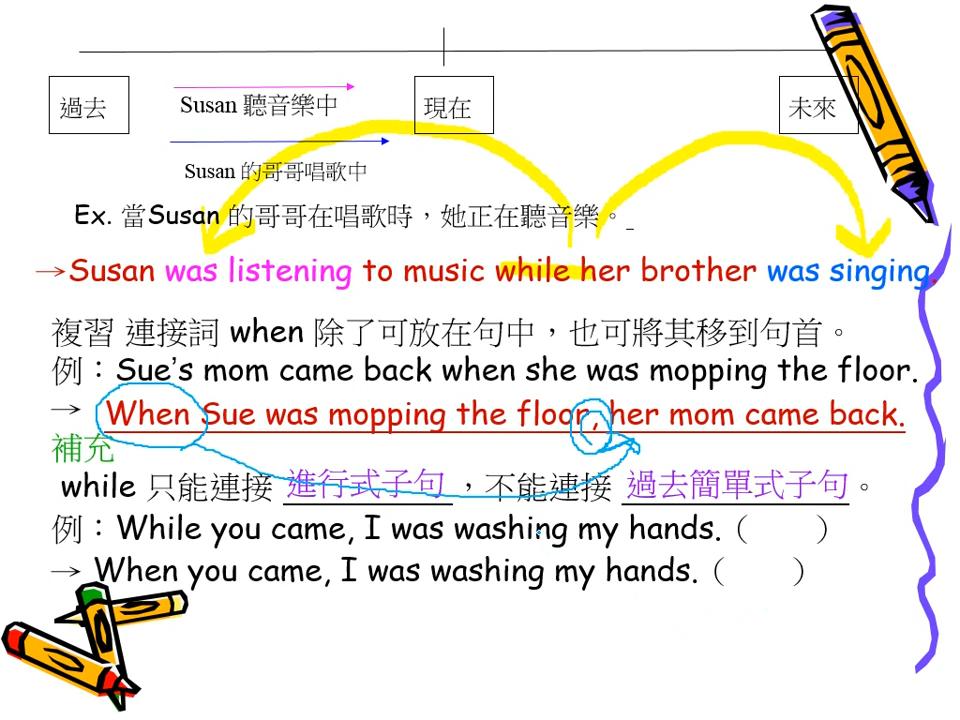 過去
Susan 聽音樂中
現在
未來
Susan 的哥哥唱歌中
Ex. 當Susan 的哥哥在唱歌時，她正在聽音樂。
→Susan was listening to music while her brother was singing.
複習 連接詞 when 除了可放在句中，也可將其移到句首。
例：Sue’s mom came back when she was mopping the floor.
→ When Sue was mopping the floor, her mom came back.
補充
while 只能連接 進行式子句，不能連接 過去簡單式子句。
例：While you came, I was washing my hands.（　　）
→ When you came, I was washing my hands.（　　）